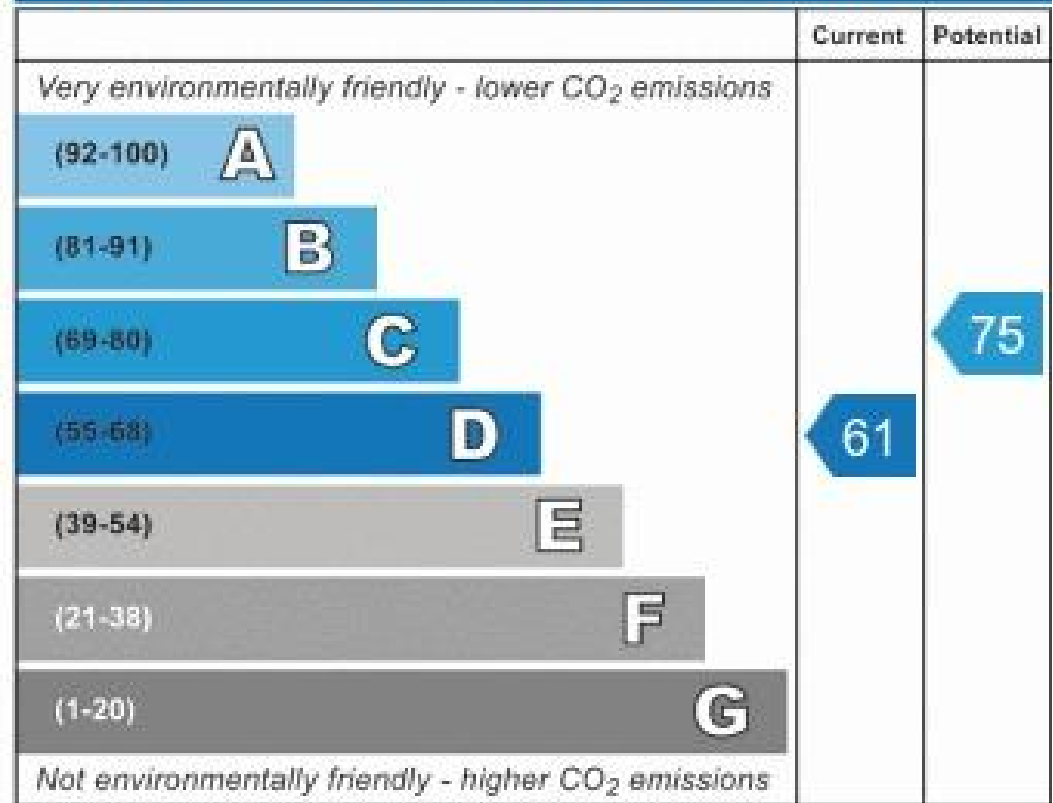 Current Potential
Very environmentally friendly - lower CO2 emissions
(92-100) A
(81-91) B
(69-80) C
75
(55-68) D
61
(39-54) E
(21-38) F
(1-20) G
Not environmentally friendly - higher CO2 emissions